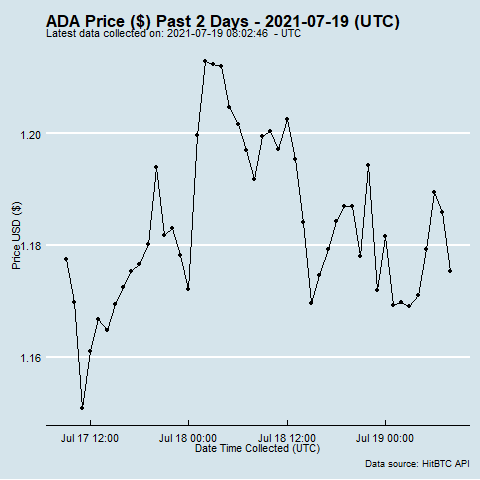 ADA Price ($) Past 2 Days - 2021-07-19 (UTC)
Latest data collected on: 2021-07-19 08:02:46  - UTC
1.20
1.18
1.16
Price USD ($)
Jul 17 12:00
Jul 18 00:00
Jul 18 12:00
Jul 19 00:00
Date Time Collected (UTC)
Data source: HitBTC API